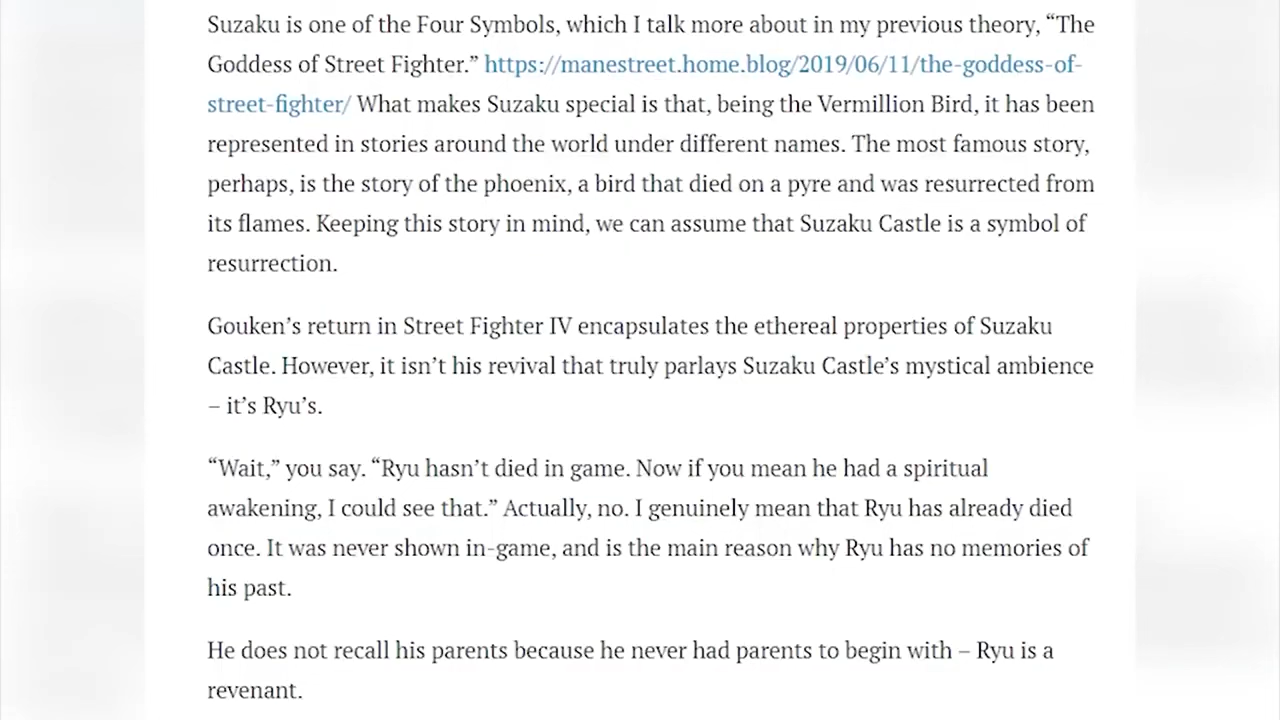 Suzaku is one of the Four Symbols, which I talk more about in my previous theory, “The
Goddess of Street Fighter.” https://manestreet.home.blog/2019/06/11/the-goddess-of-
street-fighter/ What makes Suzaku special is that, being the Vermillion Bird, it has been
represented in stories around the world under different names. The most famous story,
perhaps, is the story of the phoenix, a bird that died on a pyre and was resurrected from
its flames. Keeping this story in mind, we can assume that Suzaku Castle is a symbol of
resurrection.
Gouken’s return in Street Fighter IV encapsulates the ethereal properties of Suzaku
Castle. However, it isn’t his revival that truly parlays Suzaku Castle’s mystical ambience
– it’s Ryu’s.
“Wait,” you say. “Ryu hasn’t died in game. Now if you mean he had a spiritual
awakening, I could see that.” Actually, no. I genuinely mean that Ryu has already died
once. It was never shown in-game, and is the main reason why Ryu has no memories of
his past.
He does not recall his parents because he never had parents to begin with – Ryu is a
revenant.